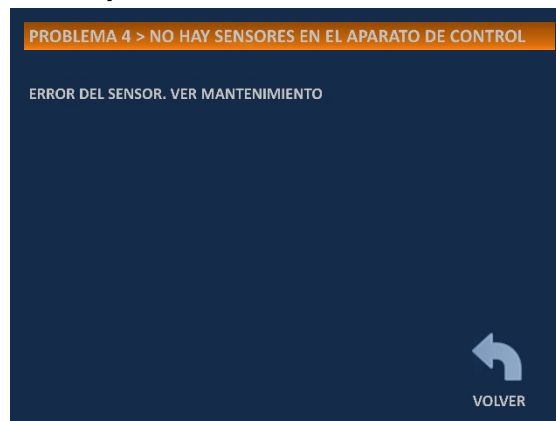 PROBLEMA 4 > NO HAY SENSORES EN EL APARATO DE CONTROL
ERROR DEL SENSOR. VER MANTENIMIENTO
VOLVER